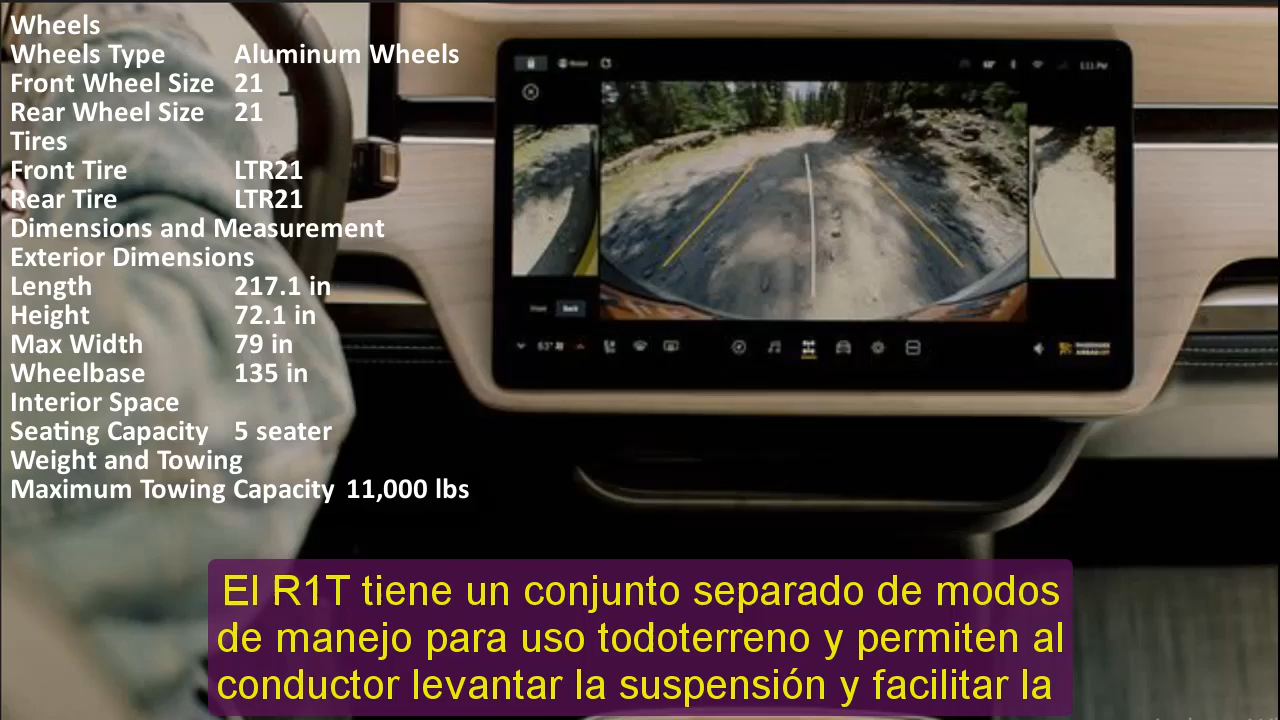 Wheels
Wheels Type Aluminum Wheels
Front Wheel Size 21
Rear Wheel Size 21
Tires
Front Tire LTR21
Rear Tire LTR21
Dimensions and Measurement
Exterior Dimensions
Length 217.1 in
Height 72.1 in
Max Width 79 in
Wheelbase 135 in
Interior Space
Seating Capacity 5 seater
Weight and Towing
Maximum Towing Capacity 11,000 lbs
1:11 PM
Back
El R1T tiene un conjunto separado de modos
de manejo para uso todoterreno y permiten al
conductor levantar la suspensión y facilitar la